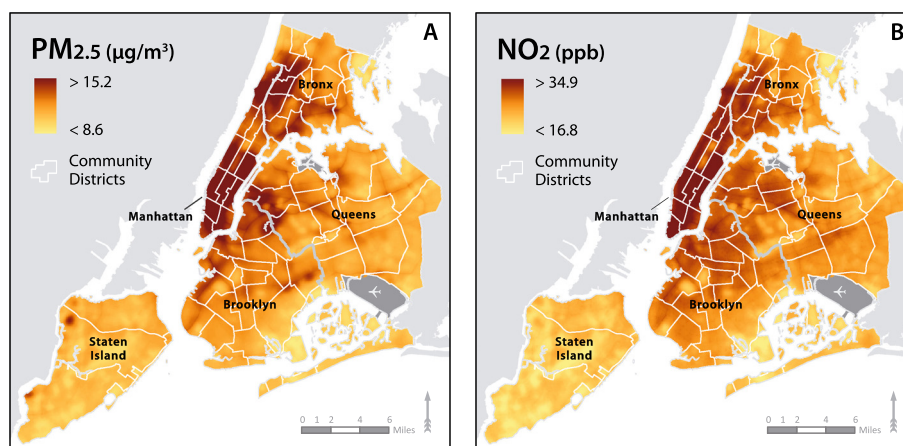 A
PM2.5 (µg/m³)
> 15.2
< 8.6
Community
Districts
Bronx
Manhattan
Queens
Brooklyn
Staten
Island
0 1 2 4 6
Miles
B
NO2 (ppb)
> 34.9
< 16.8
Community
Districts
Bronx
Manhattan
Queens
Brooklyn
Staten
Island
0 1 2 4 6
Miles